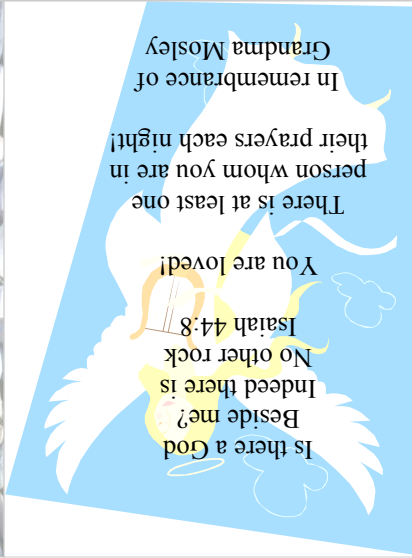 Is there a God
Beside me?
Indeed there is
No other rock
Isaiah 44:8
You are loved!
There is at least one
person whom you are in
their prayers each night!
In remembrance of
Grandma Mosley